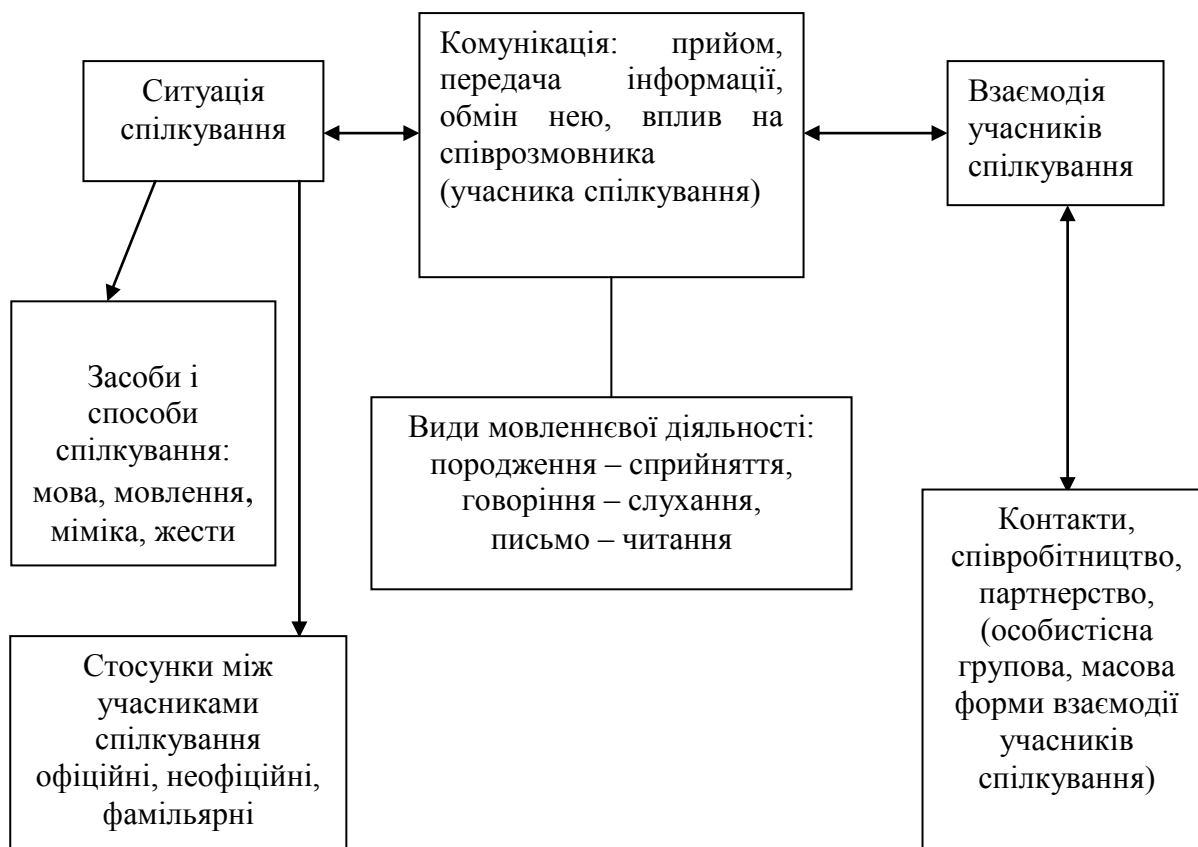 Ситуація
спілкування
Комунікація: прийом,
передача інформації,
обмін нею, вплив на
співрозмовника
(учасника спілкування)
Взаємодія
учасників
спілкування
Засоби і
способи
спілкування:
мова, мовлення,
міміка, жести
Види мовленнєвої діяльності:
породження – сприйняття,
говоріння – слухання,
письмо – читання
Контакти,
співробітництво,
партнерство,
(особистісна
групова, масова
форми взаємодії
учасників
спілкування)
Стосунки між
учасниками
спілкування
офіційні, неофіційні,
фамільярні